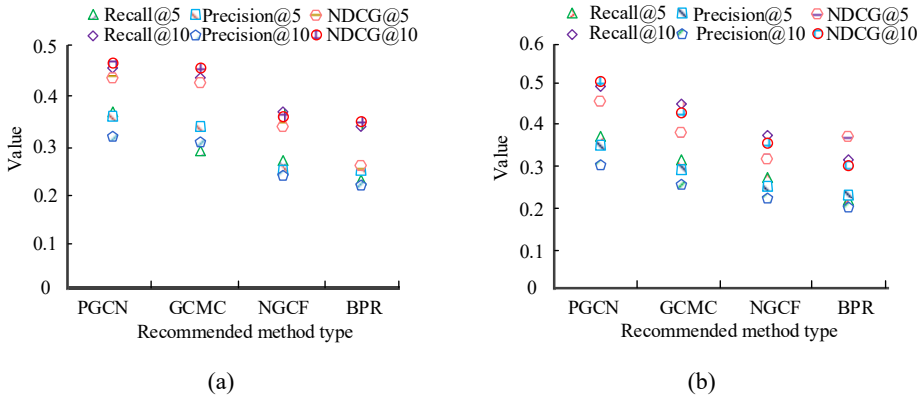 Recall@5 Precision@5 NDCG@5
Recall@10 Precision@10 NDCG@10
0.5
0.4
0.3
0.2
0.1
0
Value
PGCN GCMC NGCF BPR
Recommended method type
(a)
Recall@5 Precision@5 NDCG@5
Recall@10 Precision@10 NDCG@10
0.6
0.5
0.4
0.3
0.2
0.1
0
Value
PGCN GCMC NGCF BPR
Recommended method type
(b)